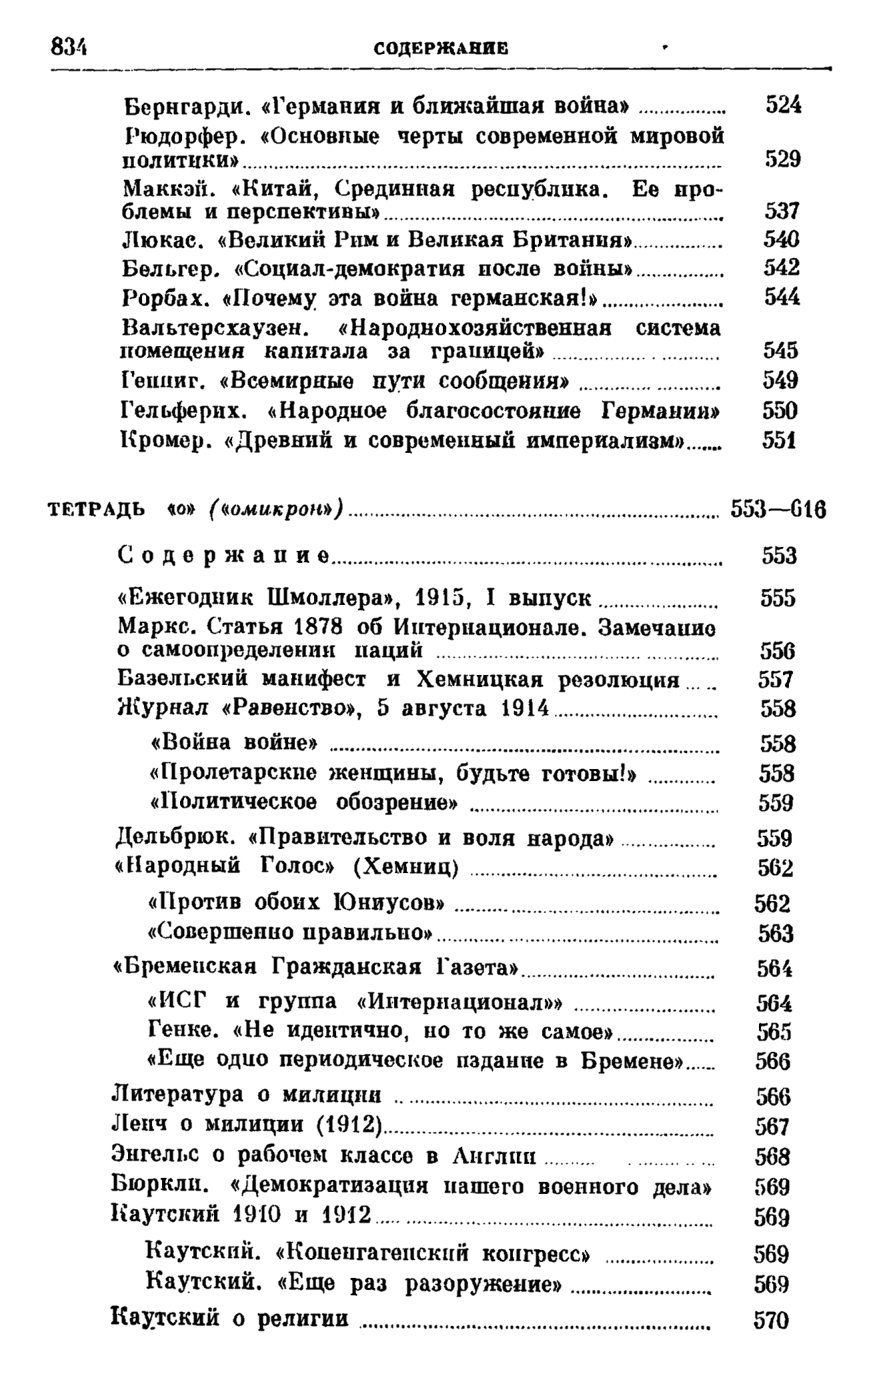 834 СОДЕРЖАНИЕ
Бернгарди. «Германия и ближайшая война» 524
Рюдорфер. «Основные черты современной мировой
политики» 529
Маккэй. «Китай, Срединная республика. Ее про-
блемы и перспективы» 537
Люкас. «Великий Рим и Великая Британия» 540
Бельгер. «Социал-демократия после войны» 542
Рорбах. «Почему эта война германская!» 544
Вальтерсхаузен. «Народнохозяйственная система
помещения капитала за границей» 545
Генниг. «Всемирные пути сообщения» 549
Гельферих. «Народное благосостояние Германии» 550
Кромер. «Древний и современный империализм» 551
ТЕТРАДЬ «о» («омикрон») 553—616
Содержание 553
«Ежегодник Шмоллера», 1915, I выпуск 555
Маркс. Статья 1878 об Интернационале. Замечание
о самоопределении наций 556
Базельский манифест и Хемницкая резолюция 557
Журнал «Равенство», 5 августа 1914 558
«Война войне» 558
«Пролетарские женщины, будьте готовы!» 558
«Политическое обозрение» 559
Дельбрюк. «Правительство и воля народа» 559
«Народный Голос» (Хемниц) 562
«Против обоих Юниусов» 562
«Совершенно правильно» 563
«Бременская Гражданская Газета» 564
«ИСГ и группа «Интернационал»» 564
Генке. «Не идентично, но то же самое» 565
«Еще одно периодическое издание в Бремене» 566
Литература о милиции 566
Ленч о милиции (1912) 567
Энгельс о рабочем классе в Англии 568
Бюркли. «Демократизация нашего военного дела» 569
Каутский 1910 и 1912 569
Каутский. «Копенгагенский конгресс» 569
Каутский. «Еще раз разоружение» 569
Каутский о религии 570